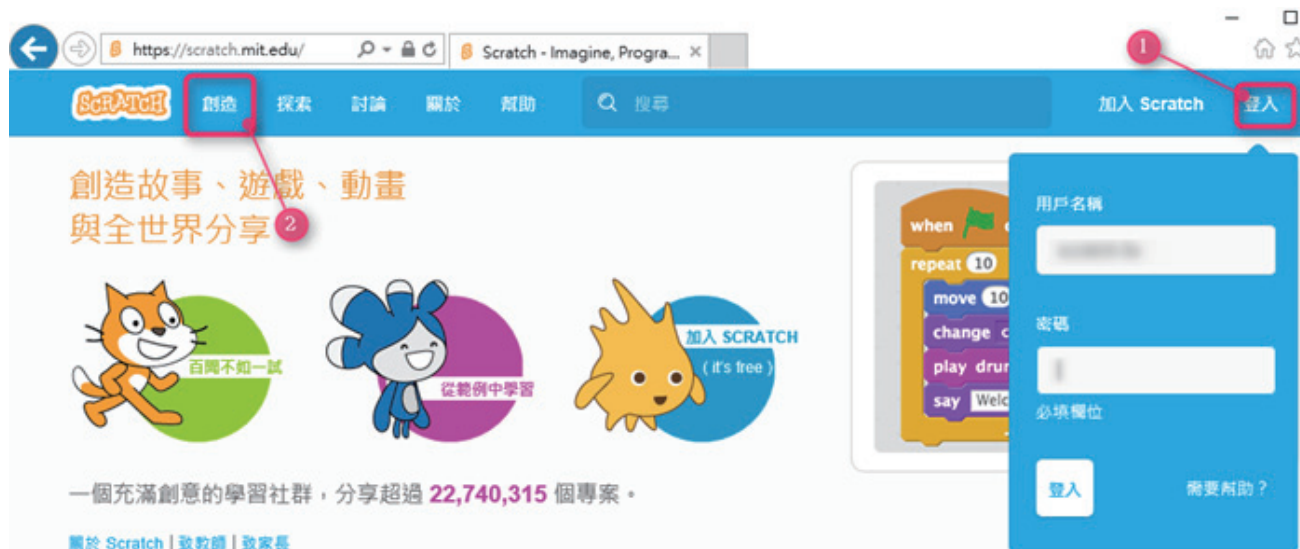 https://scratch.mit.edu/
Scratch - Imagine, Progra...
1
SCRATCH 創造 探索 討論 關於 幫助 搜尋 加入 Scratch 登入
創造故事、遊戲、動畫
與全世界分享
2
百聞不如一試
從範例中學習
加入 SCRATCH
( it's free )
when
repeat 10
move 10
change
play drum
say
用戶名稱
密碼
必填欄位
登入 需要幫助?
一個充滿創意的學習社群,分享超過 22,740,315 個專案。
關於 Scratch | 致教師 | 致家長